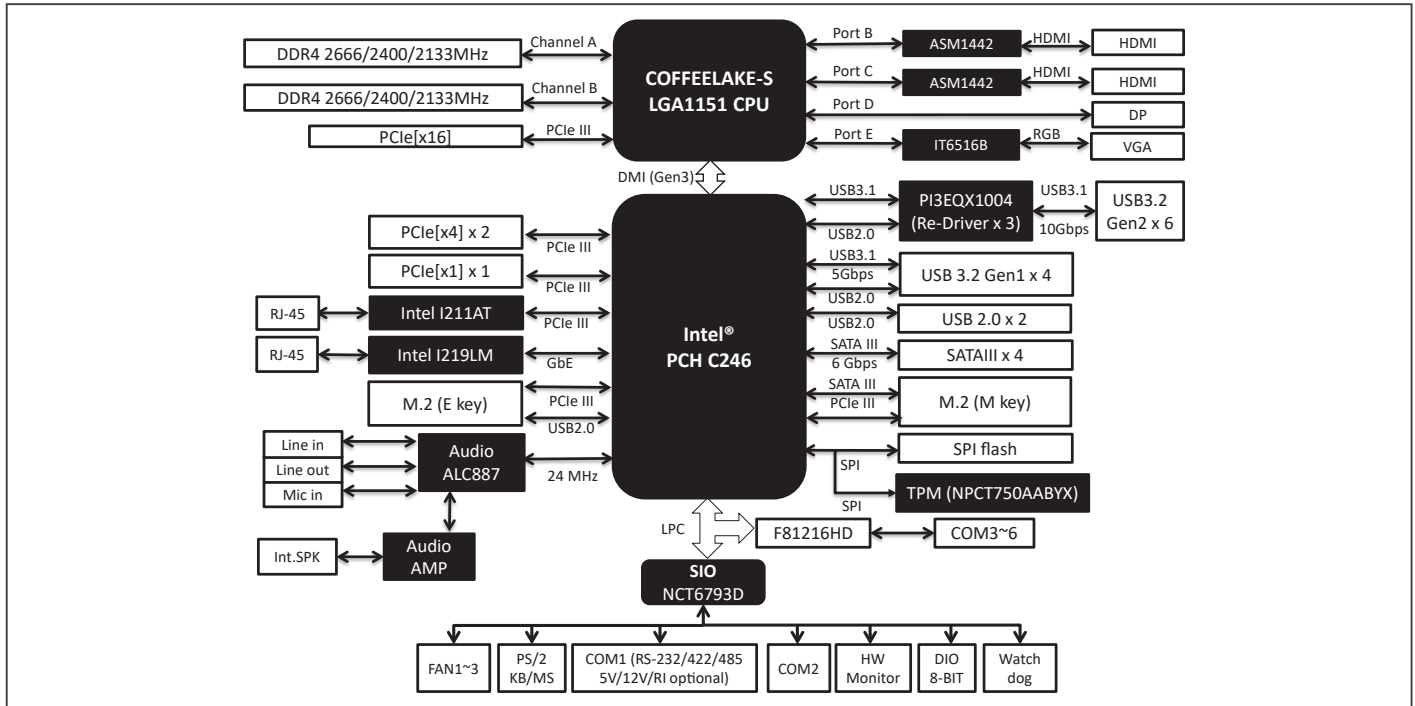 DDR4 2666/2400/2133MHz
Channel A
DDR4 2666/2400/2133MHz
Channel B
PCIe[x16]
PCIe III
COFFEELAKE-S
LGA1151 CPU
Port B
ASM1442
HDMI
HDMI
Port C
ASM1442
HDMI
HDMI
Port D
DP
Port E
IT6516B
RGB
VGA
DMI (Gen3)
PCIe[x4] x 2
PCIe III
PCIe[x1] x 1
PCIe III
RJ-45
Intel I211AT
PCIe III
RJ-45
Intel I219LM
GbE
M.2 (E key)
PCIe III
USB2.0
Line in
Line out
Mic in
Audio
ALC887
24 MHz
Int.SPK
Audio
AMP
Intel®
PCH C246
USB3.1
USB2.0
PI3EQX1004
(Re-Driver x 3)
USB3.1
10Gbps
USB3.2
Gen2 x 6
USB3.1
5Gbps
USB2.0
USB 3.2 Gen1 x 4
USB2.0
USB 2.0 x 2
SATA III
6 Gbps
SATAIII x 4
SATA III
PCIe III
M.2 (M key)
SPI
SPI flash
SPI
TPM (NPCT750AABYX)
LPC
F81216HD
COM3~6
SIO
NCT6793D
FAN1~3
PS/2
KB/MS
COM1 (RS-232/422/485
5V/12V/RI optional)
COM2
HW
Monitor
DIO
8-BIT
Watch
dog